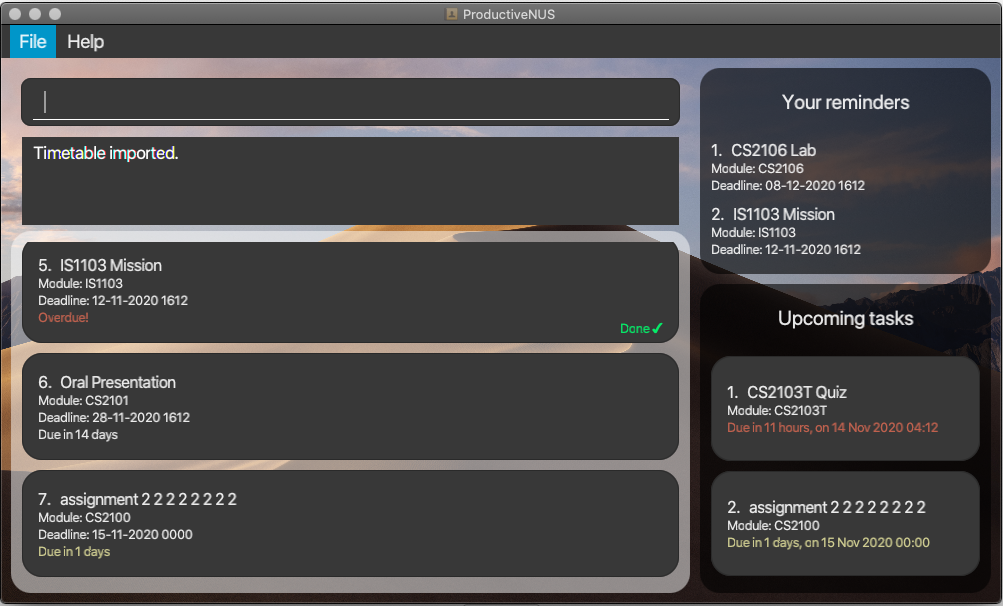 ProductiveNUS
File Help
Timetable imported.
5. IS1103 Mission
Module: IS1103
Deadline: 12-11-2020 1612
Overdue!
Done✓
6. Oral Presentation
Module: CS2101
Deadline: 28-11-2020 1612
Due in 14 days
7. assignment 2 2 2 2 2 2 2 2
Module: CS2100
Deadline: 15-11-2020 0000
Due in 1 days
Your reminders
1. CS2106 Lab
Module: CS2106
Deadline: 08-12-2020 1612
2. IS1103 Mission
Module: IS1103
Deadline: 12-11-2020 1612
Upcoming tasks
1. CS2103T Quiz
Module: CS2103T
Due in 11 hours, on 14 Nov 2020 04:12
2. assignment 2 2 2 2 2 2 2 2
Module: CS2100
Due in 1 days, on 15 Nov 2020 00:00